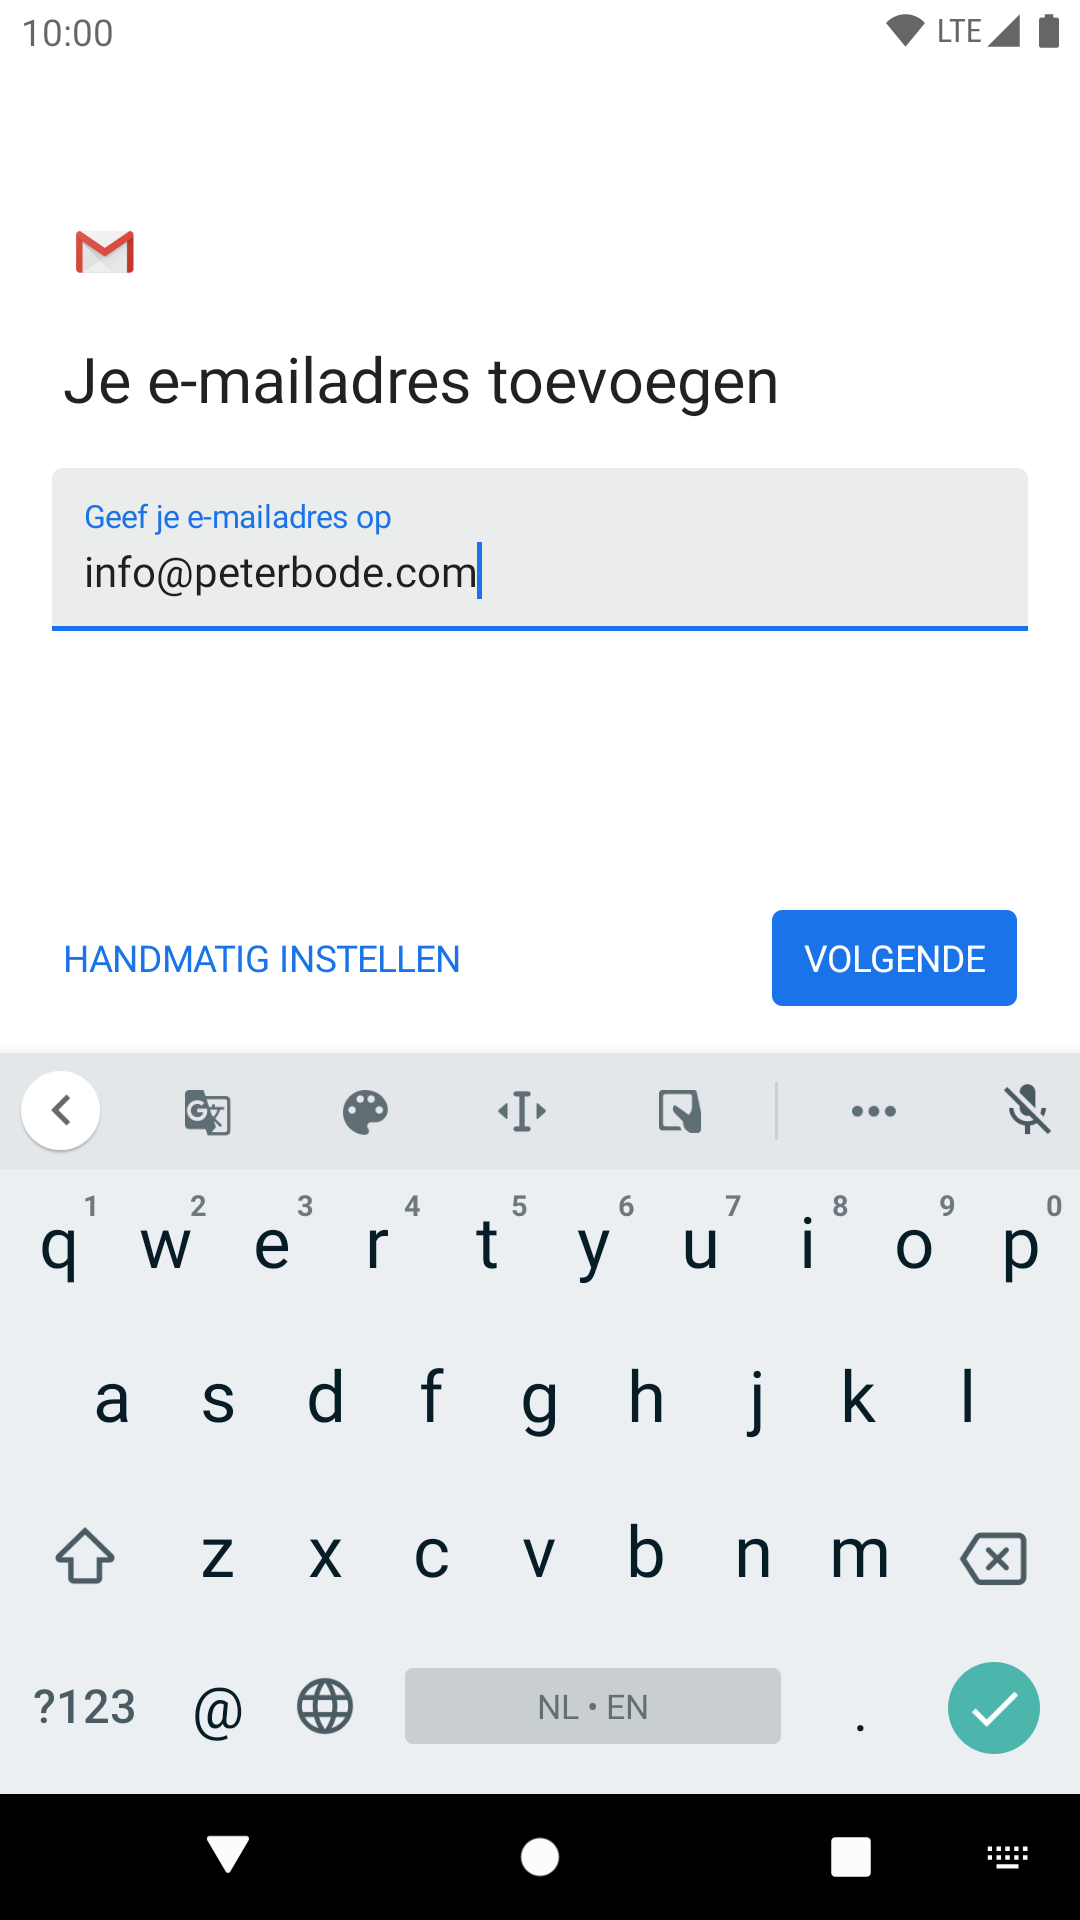 10:00 LTE
Je e-mailadres toevoegen
Geef je e-mailadres op
info@peterbode.com
HANDMATIG INSTELLEN VOLGENDE
1 2 3 4 5 6 7 8 9 0
q w e r t y u i o p
a s d f g h j k l
z x c v b n m
?123 @ NL • EN .